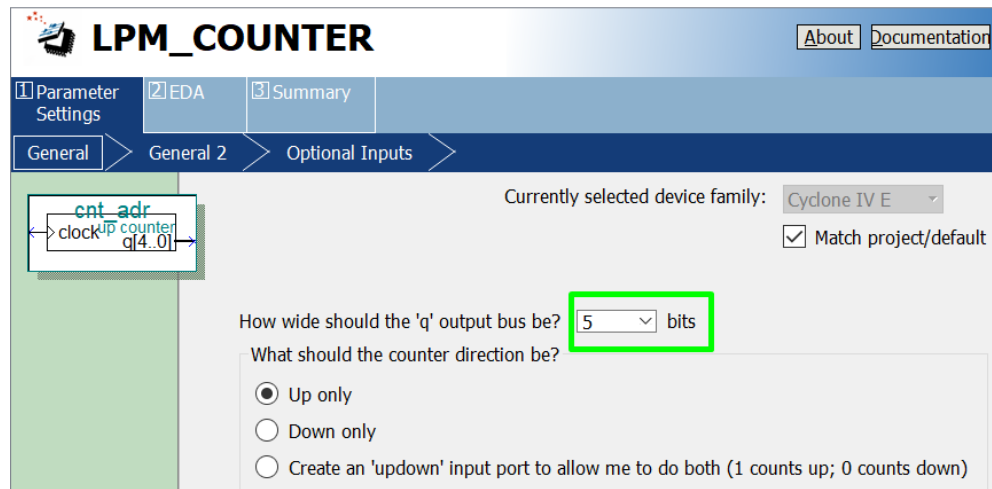 LPM_COUNTER
About Documentation
1 Parameter Settings
2 EDA
3 Summary
General General 2 Optional Inputs
Currently selected device family: Cyclone IV E
Match project/default
cnt_adr
up counter
clock
q[4..0]
How wide should the 'q' output bus be? 5 bits
What should the counter direction be?
Up only
Down only
Create an 'updown' input port to allow me to do both (1 counts up; 0 counts down)